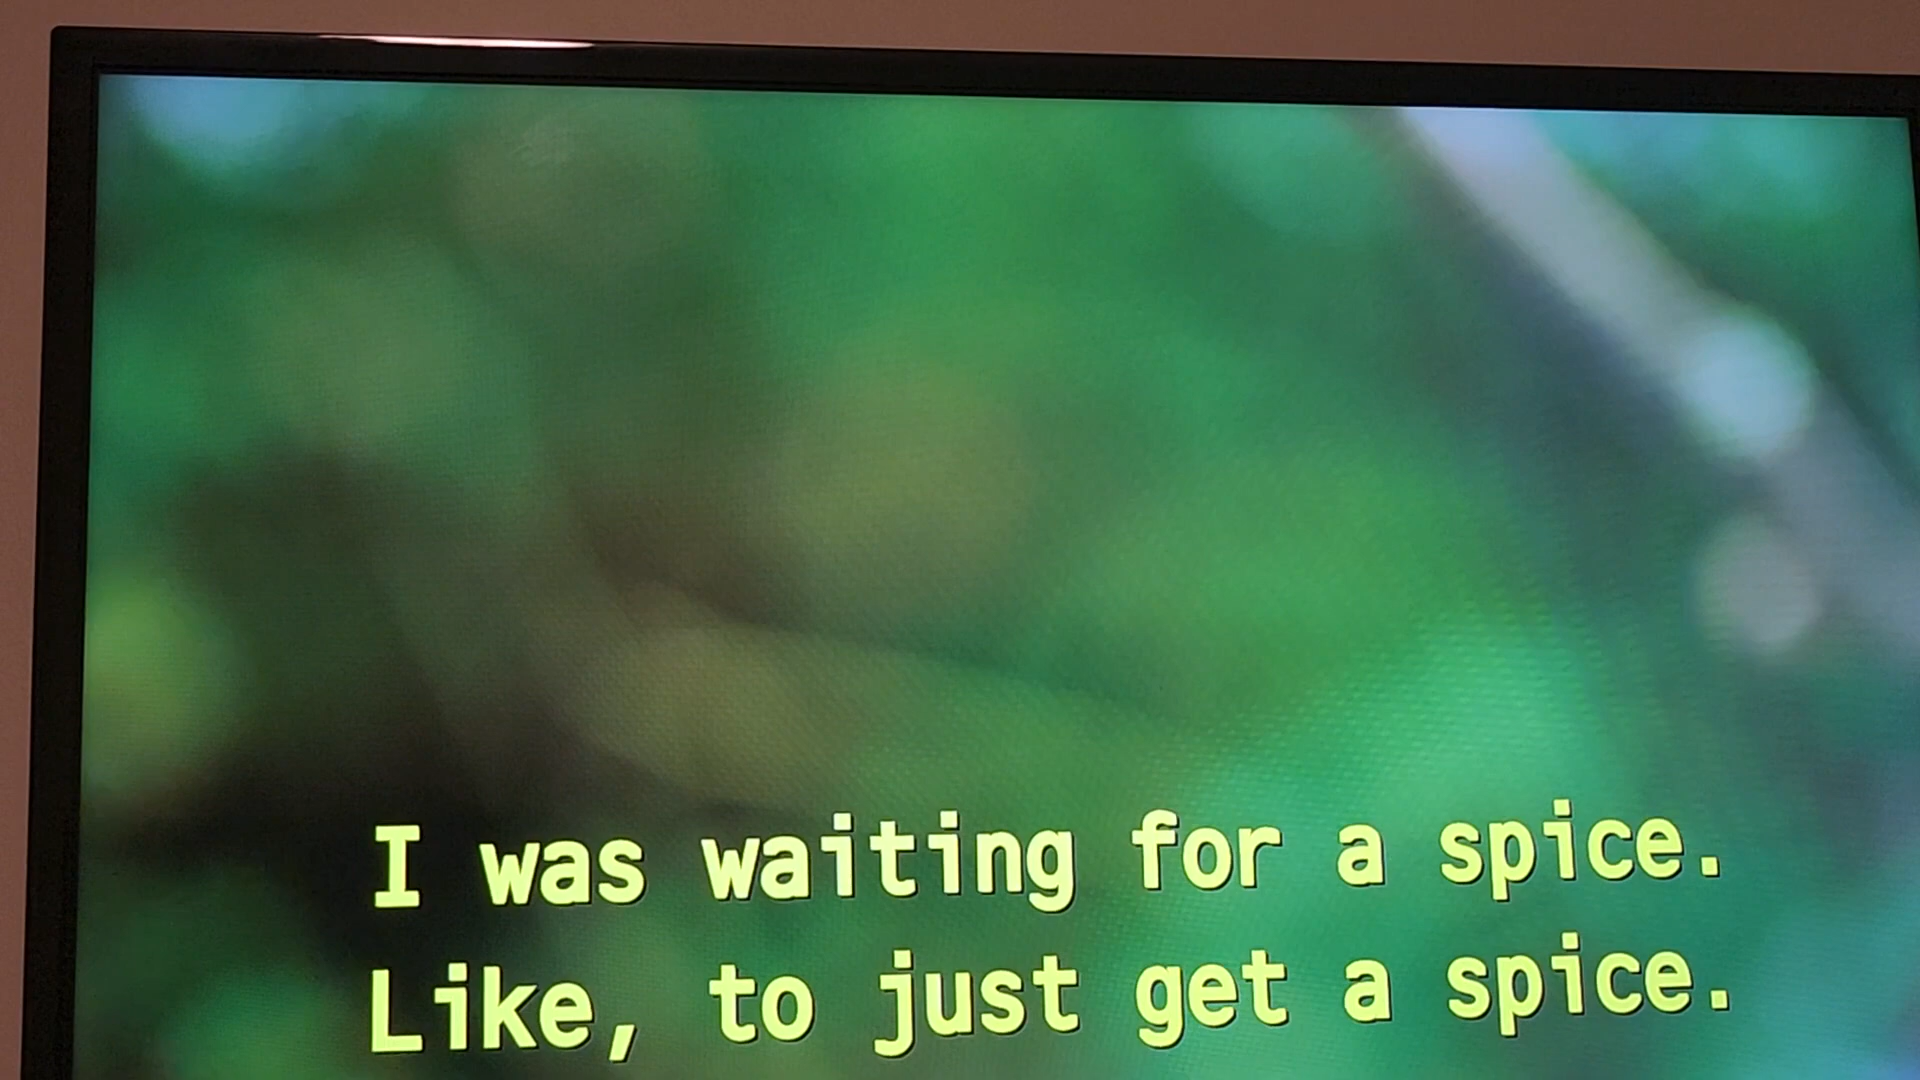 I was waiting for a spice.
Like, to just get a spice.